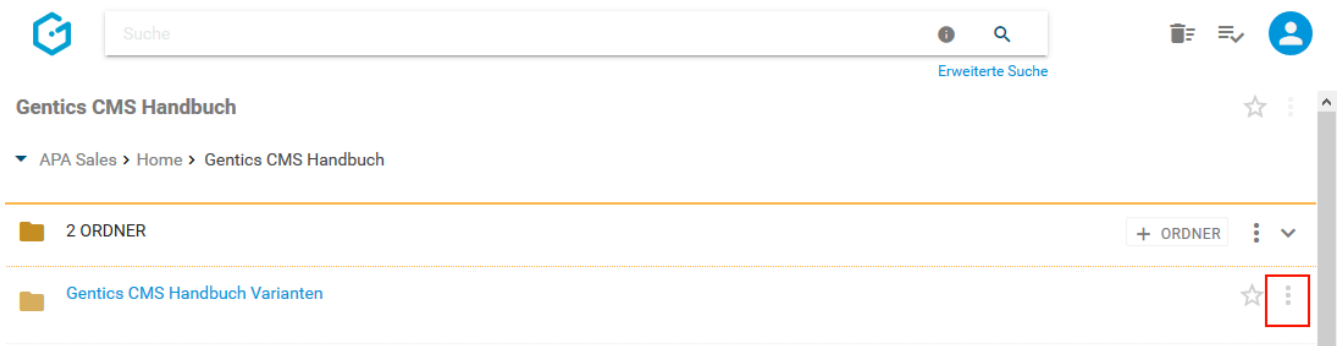 Suche
Erweiterte Suche
Gentics CMS Handbuch
APA Sales > Home > Gentics CMS Handbuch
2 ORDNER
+ ORDNER
Gentics CMS Handbuch Varianten